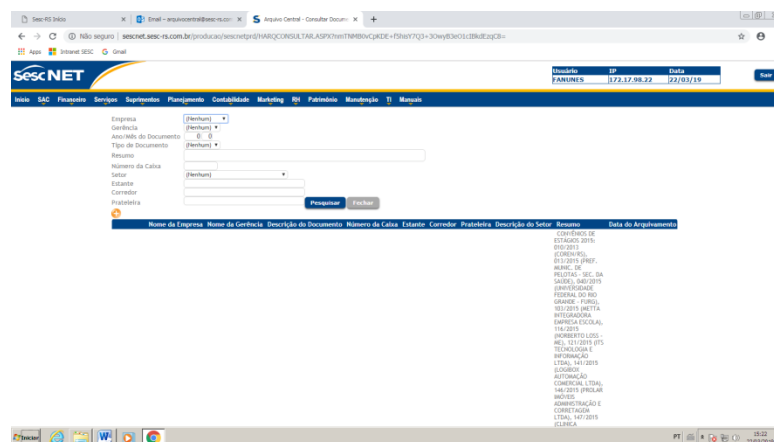 Sesc-RS Início
Email - arquivocentral@sesc-rs.com
Arquivo Central - Consultar Docum
Não seguro | sescnet.sesc-rs.com.br/producao/sescnetprd/HARQCONSULTAR.ASPX?
Apps Intranet SESC Gmail
SescNET
Usuário IP Data
FANUNES 172.17.98.22 22/03/19
Sair
Início SAC Financeiro Serviços Suprimentos Planejamento Contabilidade Marketing RH Patrimônio Manutenção TI Manuais
Empresa (Nenhum)
Gerência (Nenhum)
Ano/Mês do Documento 0 0
Tipo de Documento (Nenhum)
Resumo
Número da Caixa
Setor (Nenhum)
Estante
Corredor
Prateleira Pesquisar Fechar
Nome da Empresa Nome da Gerência Descrição do Documento Número da Caixa Estante Corredor Prateleira Descrição do Setor Resumo Data do Arquivamento
CONVÊNIOS DE
ESTÁGIOS 2015:
010/2013
(COREN/RS),
013/2015 (PREF.
MUNIC. DE
PELOTAS - SEC. DA
SAÚDE), 040/2015
(UNIVERSIDADE
FEDERAL DO RIO
GRANDE - FURG),
103/2015 (METTA
INTEGRADORA
EMPRESA ESCOLA),
116/2015
(NORBERTO LOSS -
ME), 121/2015 (ITS
TECNOLOGIA E
INFORMAÇÃO
LTDA), 141/2015
(LOGIBOX
AUTOMAÇÃO
COMERCIAL LTDA),
146/2015 (PROLAR
IMÓVEIS
ADMINISTRAÇÃO E
CORRETAGEM
LTDA), 147/2015
(CLINICA
Iniciar
PT
15:22